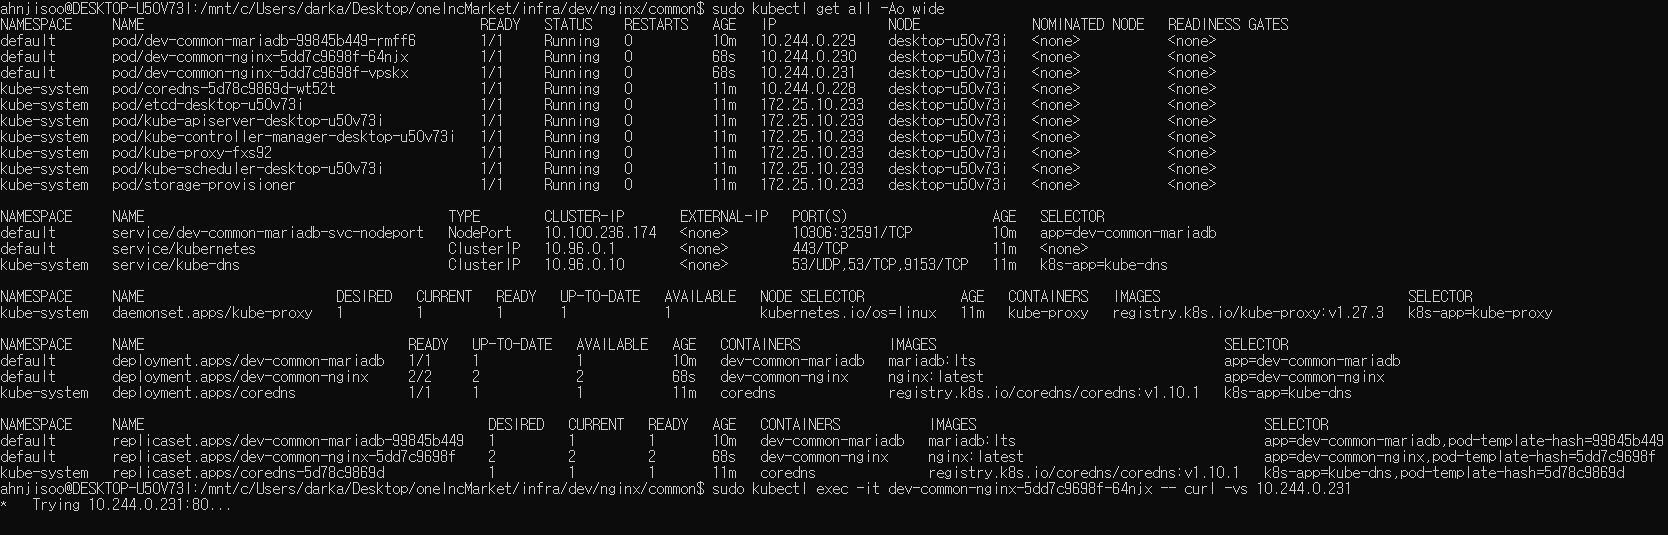 ahnjisoo@DESKTOP-U50V73I:/mnt/c/Users/darka/Desktop/oneIncMarket/infra/dev/nginx/common$ sudo kubectl get all -Ao wide
NAMESPACE NAME READY STATUS RESTARTS AGE IP NODE NOMINATED NODE READINESS GATES
default pod/dev-common-mariadb-99845b449-rmff6 1/1 Running 0 10m 10.244.0.229 desktop-u50v73i <none> <none>
default pod/dev-common-nginx-5dd7c9698f-64njx 1/1 Running 0 68s 10.244.0.230 desktop-u50v73i <none> <none>
default pod/dev-common-nginx-5dd7c9698f-vpskx 1/1 Running 0 68s 10.244.0.231 desktop-u50v73i <none> <none>
kube-system pod/coredns-5d78c9869d-wt52t 1/1 Running 0 11m 10.244.0.228 desktop-u50v73i <none> <none>
kube-system pod/etcd-desktop-u50v73i 1/1 Running 0 11m 172.25.10.233 desktop-u50v73i <none> <none>
kube-system pod/kube-apiserver-desktop-u50v73i 1/1 Running 0 11m 172.25.10.233 desktop-u50v73i <none> <none>
kube-system pod/kube-controller-manager-desktop-u50v73i 1/1 Running 0 11m 172.25.10.233 desktop-u50v73i <none> <none>
kube-system pod/kube-proxy-fxs92 1/1 Running 0 11m 172.25.10.233 desktop-u50v73i <none> <none>
kube-system pod/kube-scheduler-desktop-u50v73i 1/1 Running 0 11m 172.25.10.233 desktop-u50v73i <none> <none>
kube-system pod/storage-provisioner 1/1 Running 0 11m 172.25.10.233 desktop-u50v73i <none> <none>
NAMESPACE NAME TYPE CLUSTER-IP EXTERNAL-IP PORT(S) AGE SELECTOR
default service/dev-common-mariadb-svc-nodeport NodePort 10.100.236.174 <none> 10306:32591/TCP 10m app=dev-common-mariadb
default service/kubernetes ClusterIP 10.96.0.1 <none> 443/TCP 11m <none>
kube-system service/kube-dns ClusterIP 10.96.0.10 <none> 53/UDP,53/TCP,9153/TCP 11m k8s-app=kube-dns
NAMESPACE NAME DESIRED CURRENT READY UP-TO-DATE AVAILABLE NODE SELECTOR AGE CONTAINERS IMAGES SELECTOR
kube-system daemonset.apps/kube-proxy 1 1 1 1 1 kubernetes.io/os=linux 11m kube-proxy registry.k8s.io/kube-proxy:v1.27.3 k8s-app=kube-proxy
NAMESPACE NAME READY UP-TO-DATE AVAILABLE AGE CONTAINERS IMAGES SELECTOR
default deployment.apps/dev-common-mariadb 1/1 1 1 10m dev-common-mariadb mariadb:lts app=dev-common-mariadb
default deployment.apps/dev-common-nginx 2/2 2 2 68s dev-common-nginx nginx:latest app=dev-common-nginx
kube-system deployment.apps/coredns 1/1 1 1 11m coredns registry.k8s.io/coredns/coredns:v1.10.1 k8s-app=kube-dns
NAMESPACE NAME DESIRED CURRENT READY AGE CONTAINERS IMAGES SELECTOR
default replicaset.apps/dev-common-mariadb-99845b449 1 1 1 10m dev-common-mariadb mariadb:lts app=dev-common-mariadb,pod-template-hash=99845b449
default replicaset.apps/dev-common-nginx-5dd7c9698f 2 2 2 68s dev-common-nginx nginx:latest app=dev-common-nginx,pod-template-hash=5dd7c9698f
kube-system replicaset.apps/coredns-5d78c9869d 1 1 1 11m coredns registry.k8s.io/coredns/coredns:v1.10.1 k8s-app=kube-dns,pod-template-hash=5d78c9869d
ahnjisoo@DESKTOP-U50V73I:/mnt/c/Users/darka/Desktop/oneIncMarket/infra/dev/nginx/common$ sudo kubectl exec -it dev-common-nginx-5dd7c9698f-64njx -- curl -vs 10.244.0.231
* Trying 10.244.0.231:80...